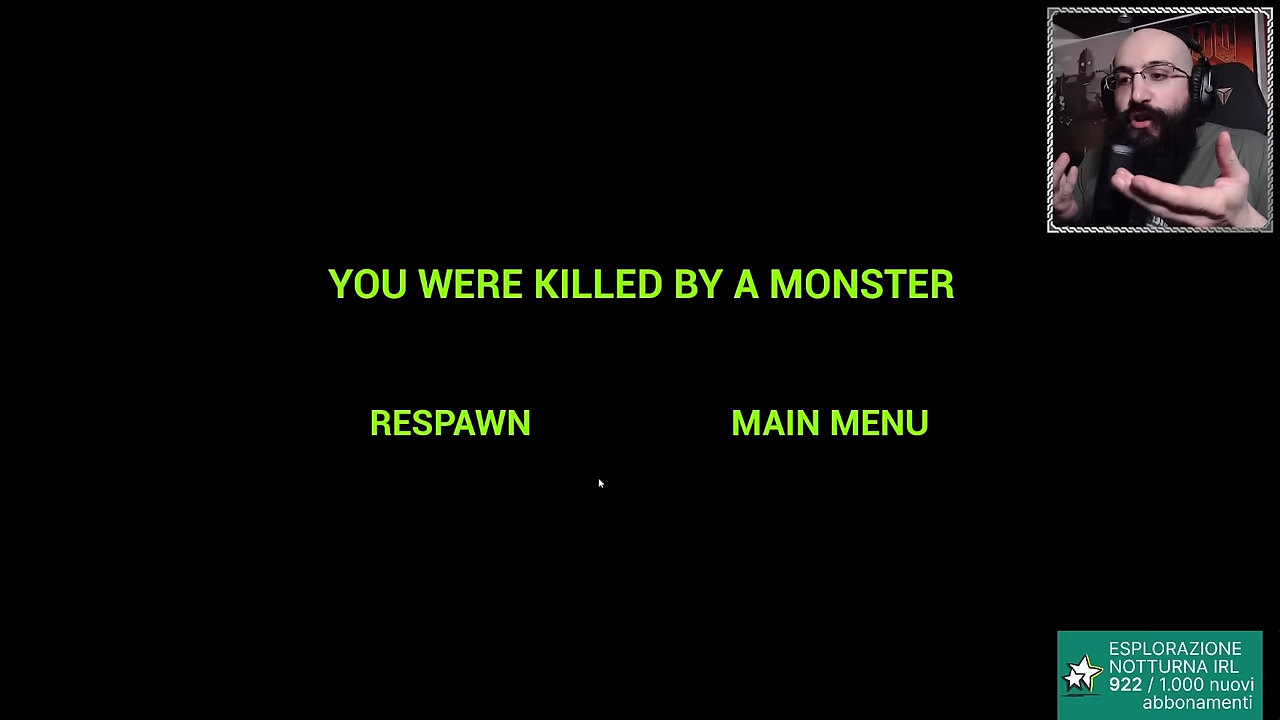 YOU WERE KILLED BY A MONSTER
RESPAWN
MAIN MENU
ESPLORAZIONE
NOTTURNA IRL
922 / 1.000 nuovi
abbonamenti